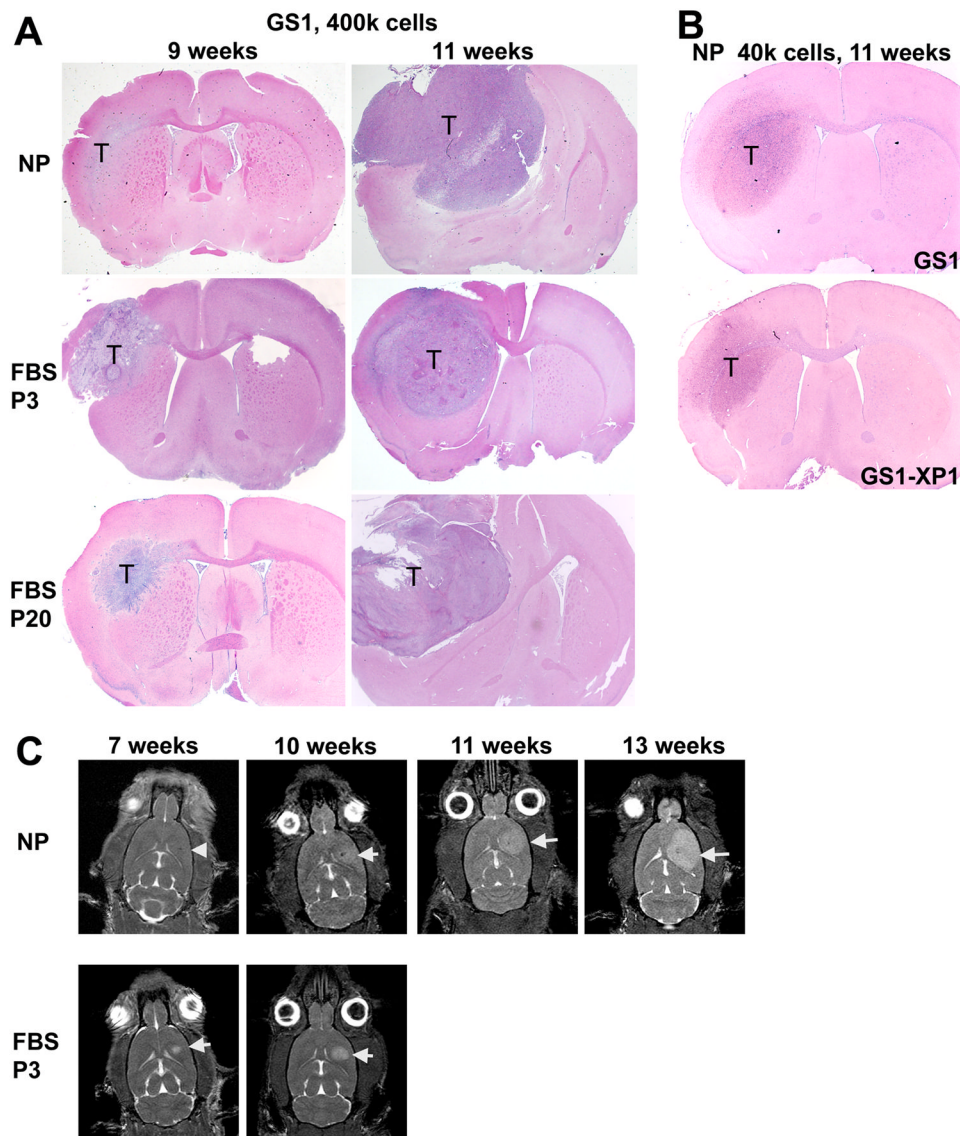 A
GS1, 400k cells
9 weeks
11 weeks
NP
T
T
FBS
P3
T
T
FBS
P20
T
T
B
NP 40k cells, 11 weeks
T
GS1
T
GS1-XP1
C
7 weeks
10 weeks
11 weeks
13 weeks
NP
FBS
P3